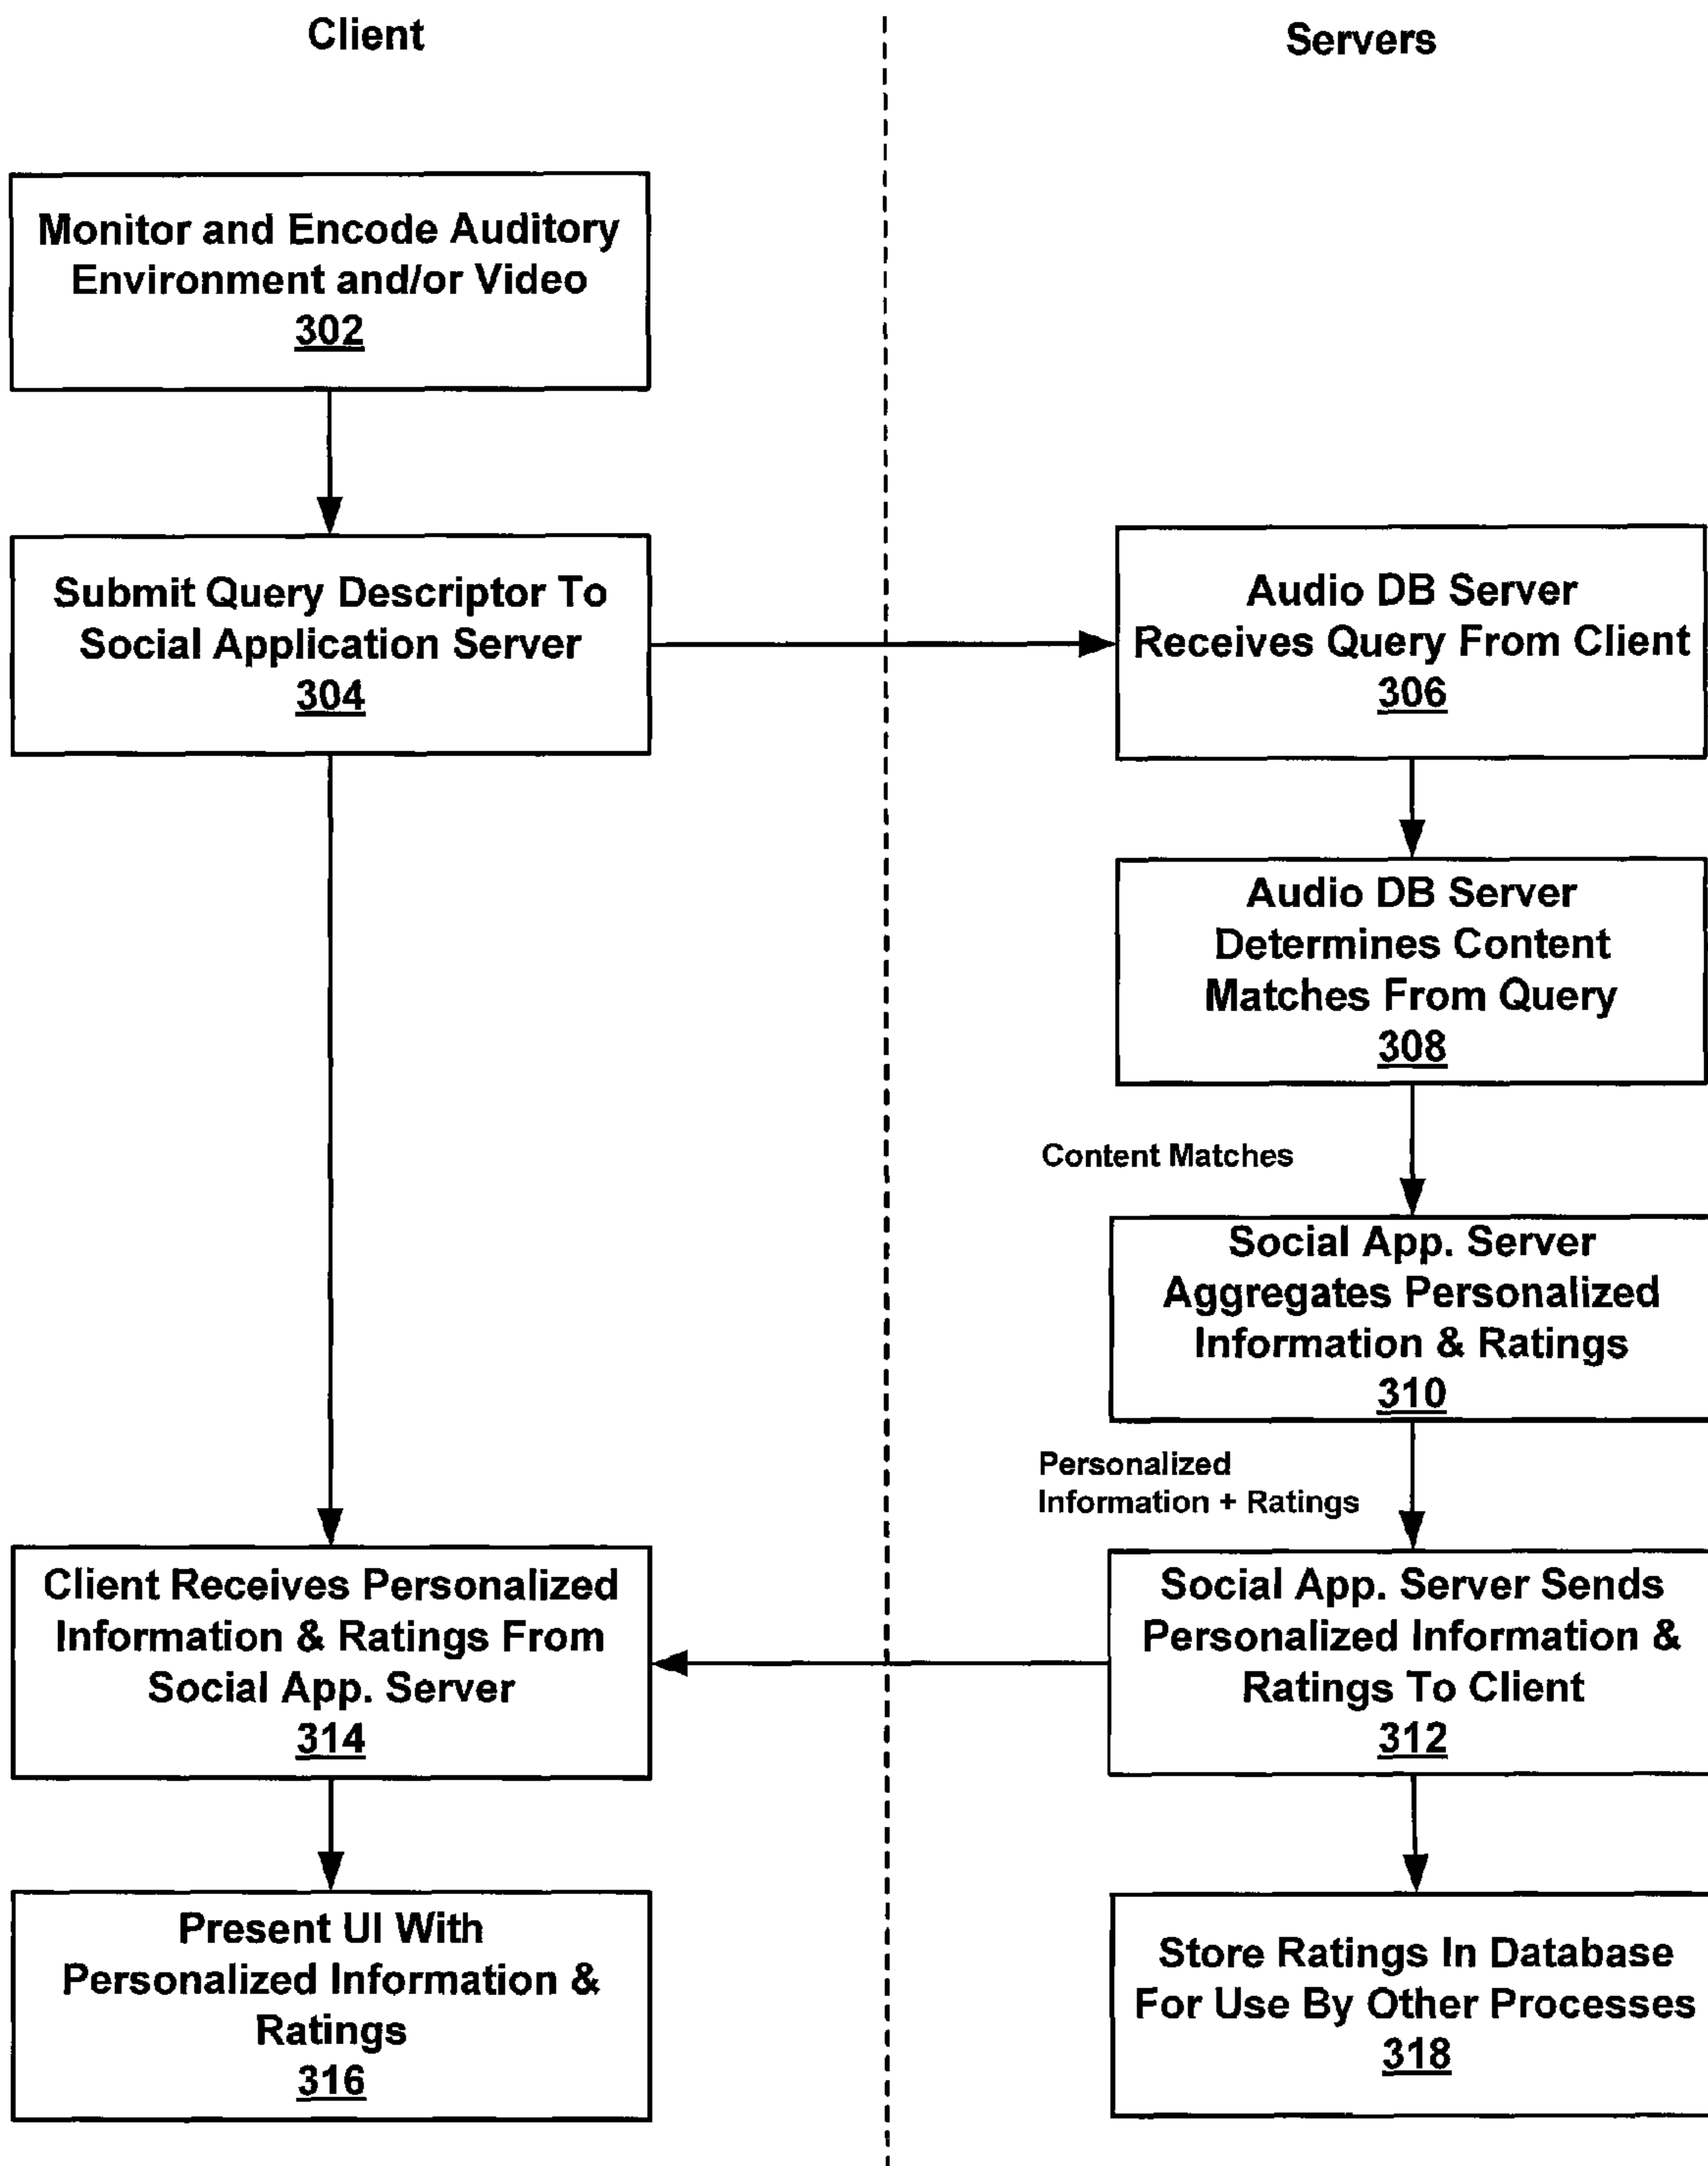 Client
Servers
Monitor and Encode Auditory
Environment and/or Video
302
Submit Query Descriptor To
Social Application Server
304
Audio DB Server
Receives Query From Client
306
Audio DB Server
Determines Content
Matches From Query
308
Content Matches
Social App. Server
Aggregates Personalized
Information & Ratings
310
Personalized
Information + Ratings
Client Receives Personalized
Information & Ratings From
Social App. Server
314
Social App. Server Sends
Personalized Information &
Ratings To Client
312
Present UI With
Personalized Information &
Ratings
316
Store Ratings In Database
For Use By Other Processes
318